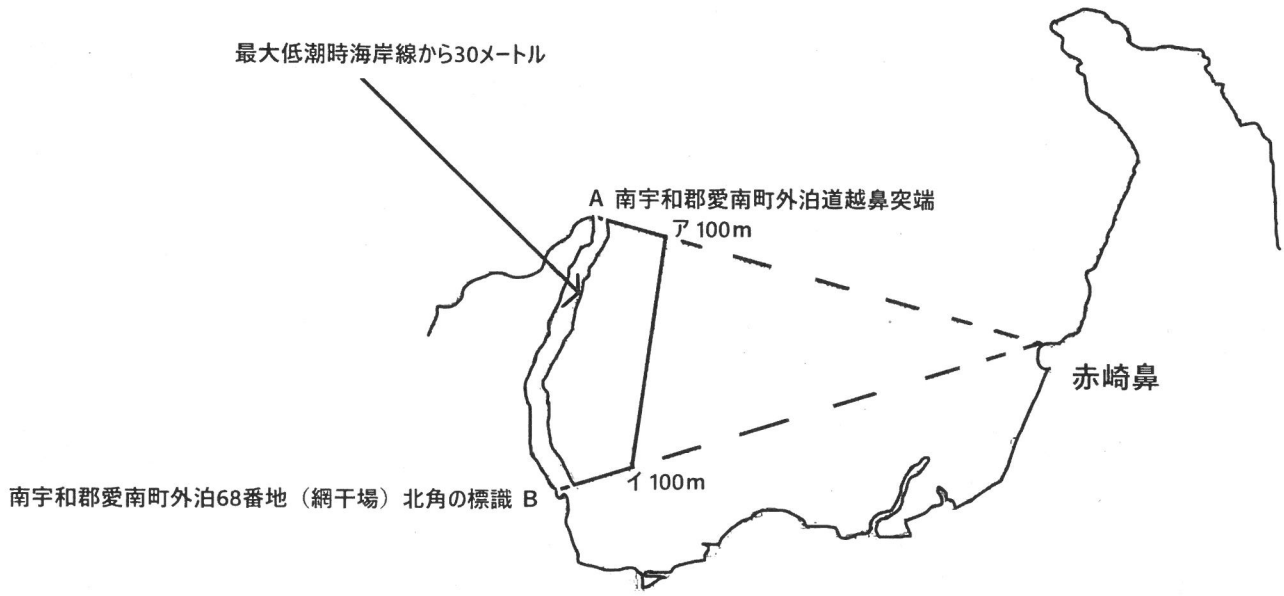 最大低潮時海岸線から30メートル
A 南宇和郡愛南町外泊道越鼻突端
ア 100m
赤崎鼻
イ 100m
南宇和郡愛南町外泊68番地（網干場）北角の標識 B